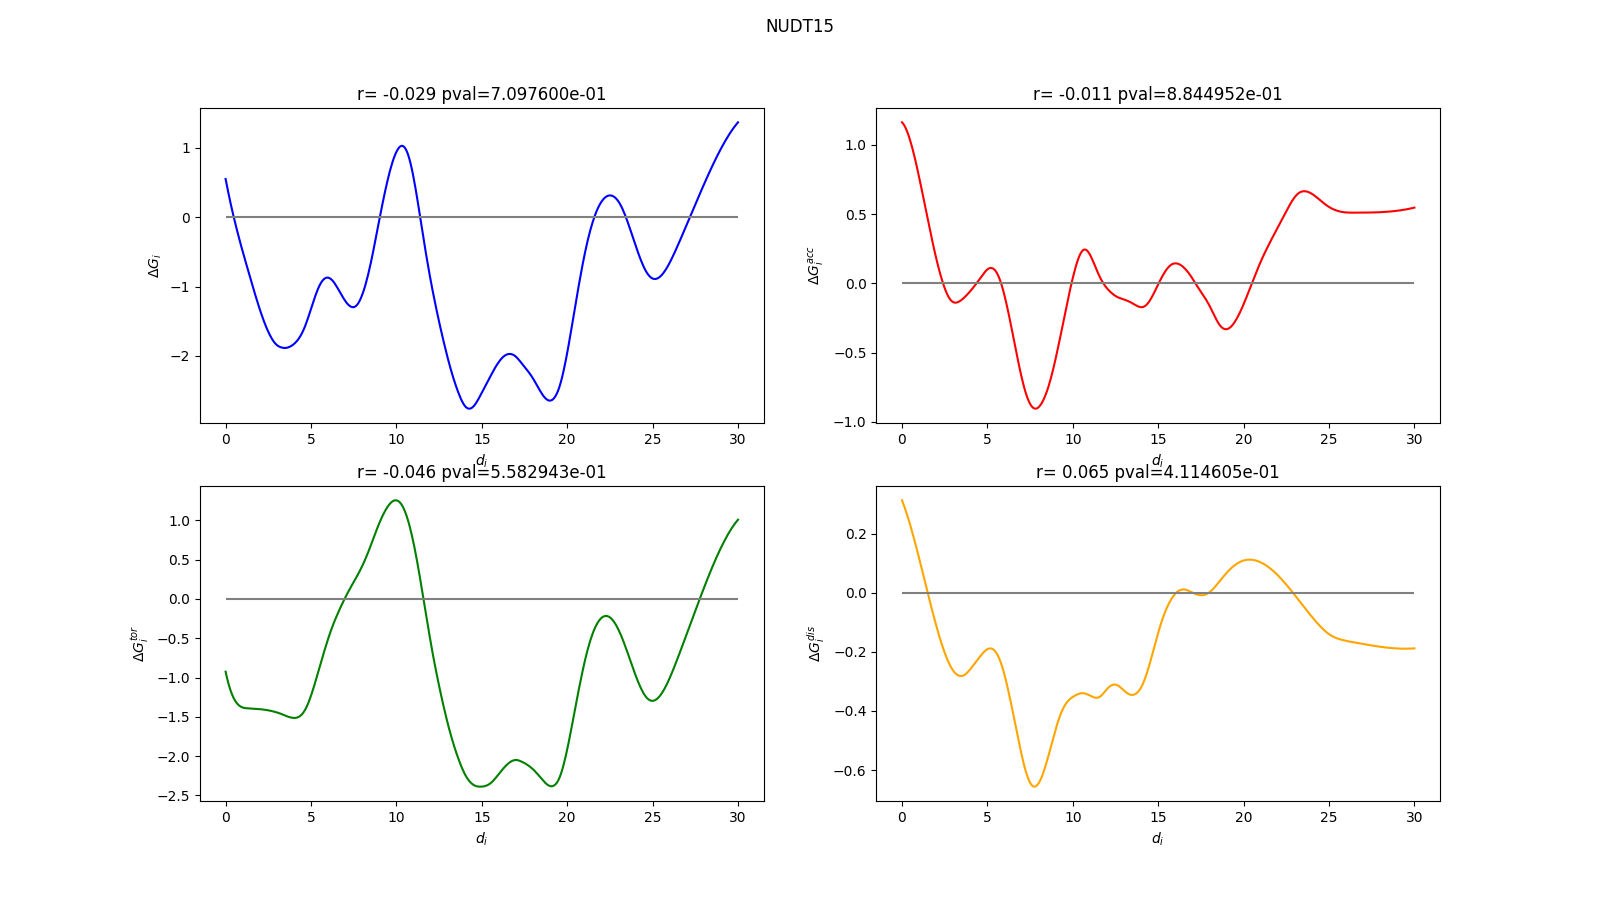 NUDT15
r= -0.029 pval=7.097600e-01
1
0
−1
−2
ΔG_i
0 5 10 15 20 25 30
d_i
r= -0.011 pval=8.844952e-01
1.0
0.5
0.0
−0.5
−1.0
ΔG_i^{acc}
0 5 10 15 20 25 30
d_i
r= -0.046 pval=5.582943e-01
1.0
0.5
0.0
−0.5
−1.0
−1.5
−2.0
−2.5
ΔG_i^{tor}
0 5 10 15 20 25 30
d_i
r= 0.065 pval=4.114605e-01
0.2
0.0
−0.2
−0.4
−0.6
ΔG_i^{dis}
0 5 10 15 20 25 30
d_i